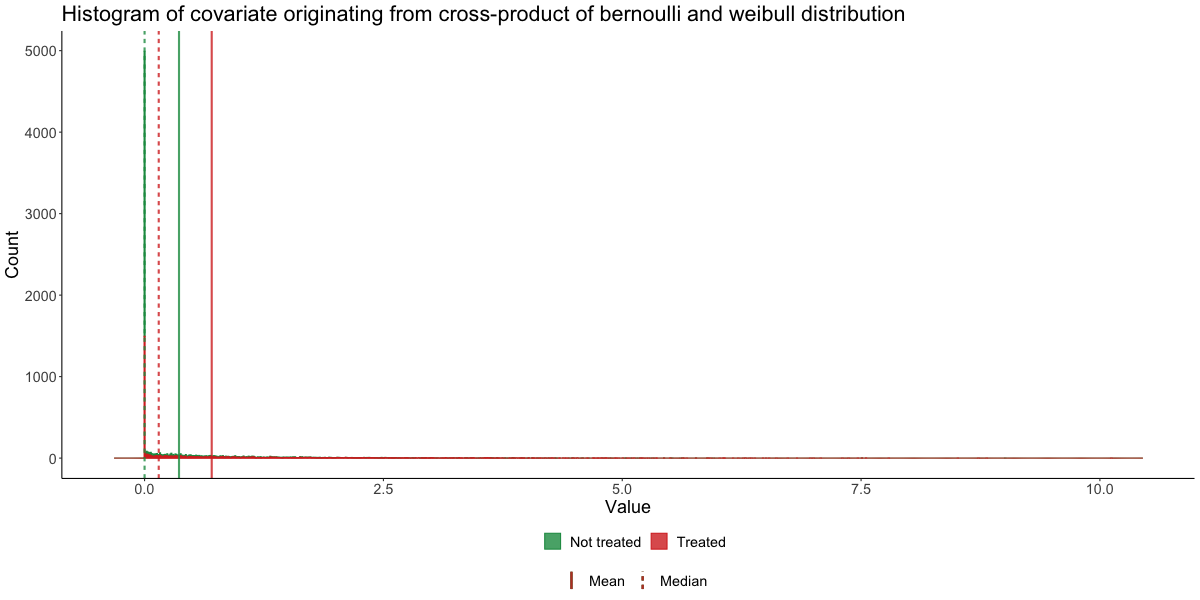 Histogram of covariate originating from cross-product of bernoulli and weibull distribution
Count
5000
4000
3000
2000
1000
0
0.0 2.5 5.0 7.5 10.0
Value
Not treated Treated
Mean Median